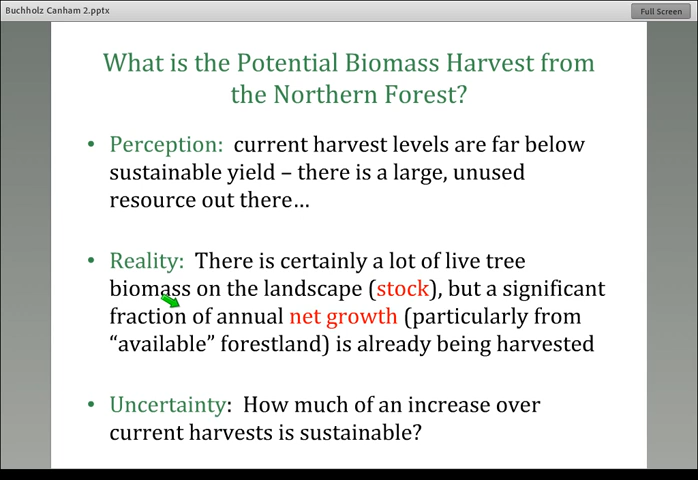 Buchholz Canham 2.pptx
Full Screen
What is the Potential Biomass Harvest from
the Northern Forest?
• Perception: current harvest levels are far below
sustainable yield – there is a large, unused
resource out there…
• Reality: There is certainly a lot of live tree
biomass on the landscape (stock), but a significant
fraction of annual net growth (particularly from
“available” forestland) is already being harvested
• Uncertainty: How much of an increase over
current harvests is sustainable?